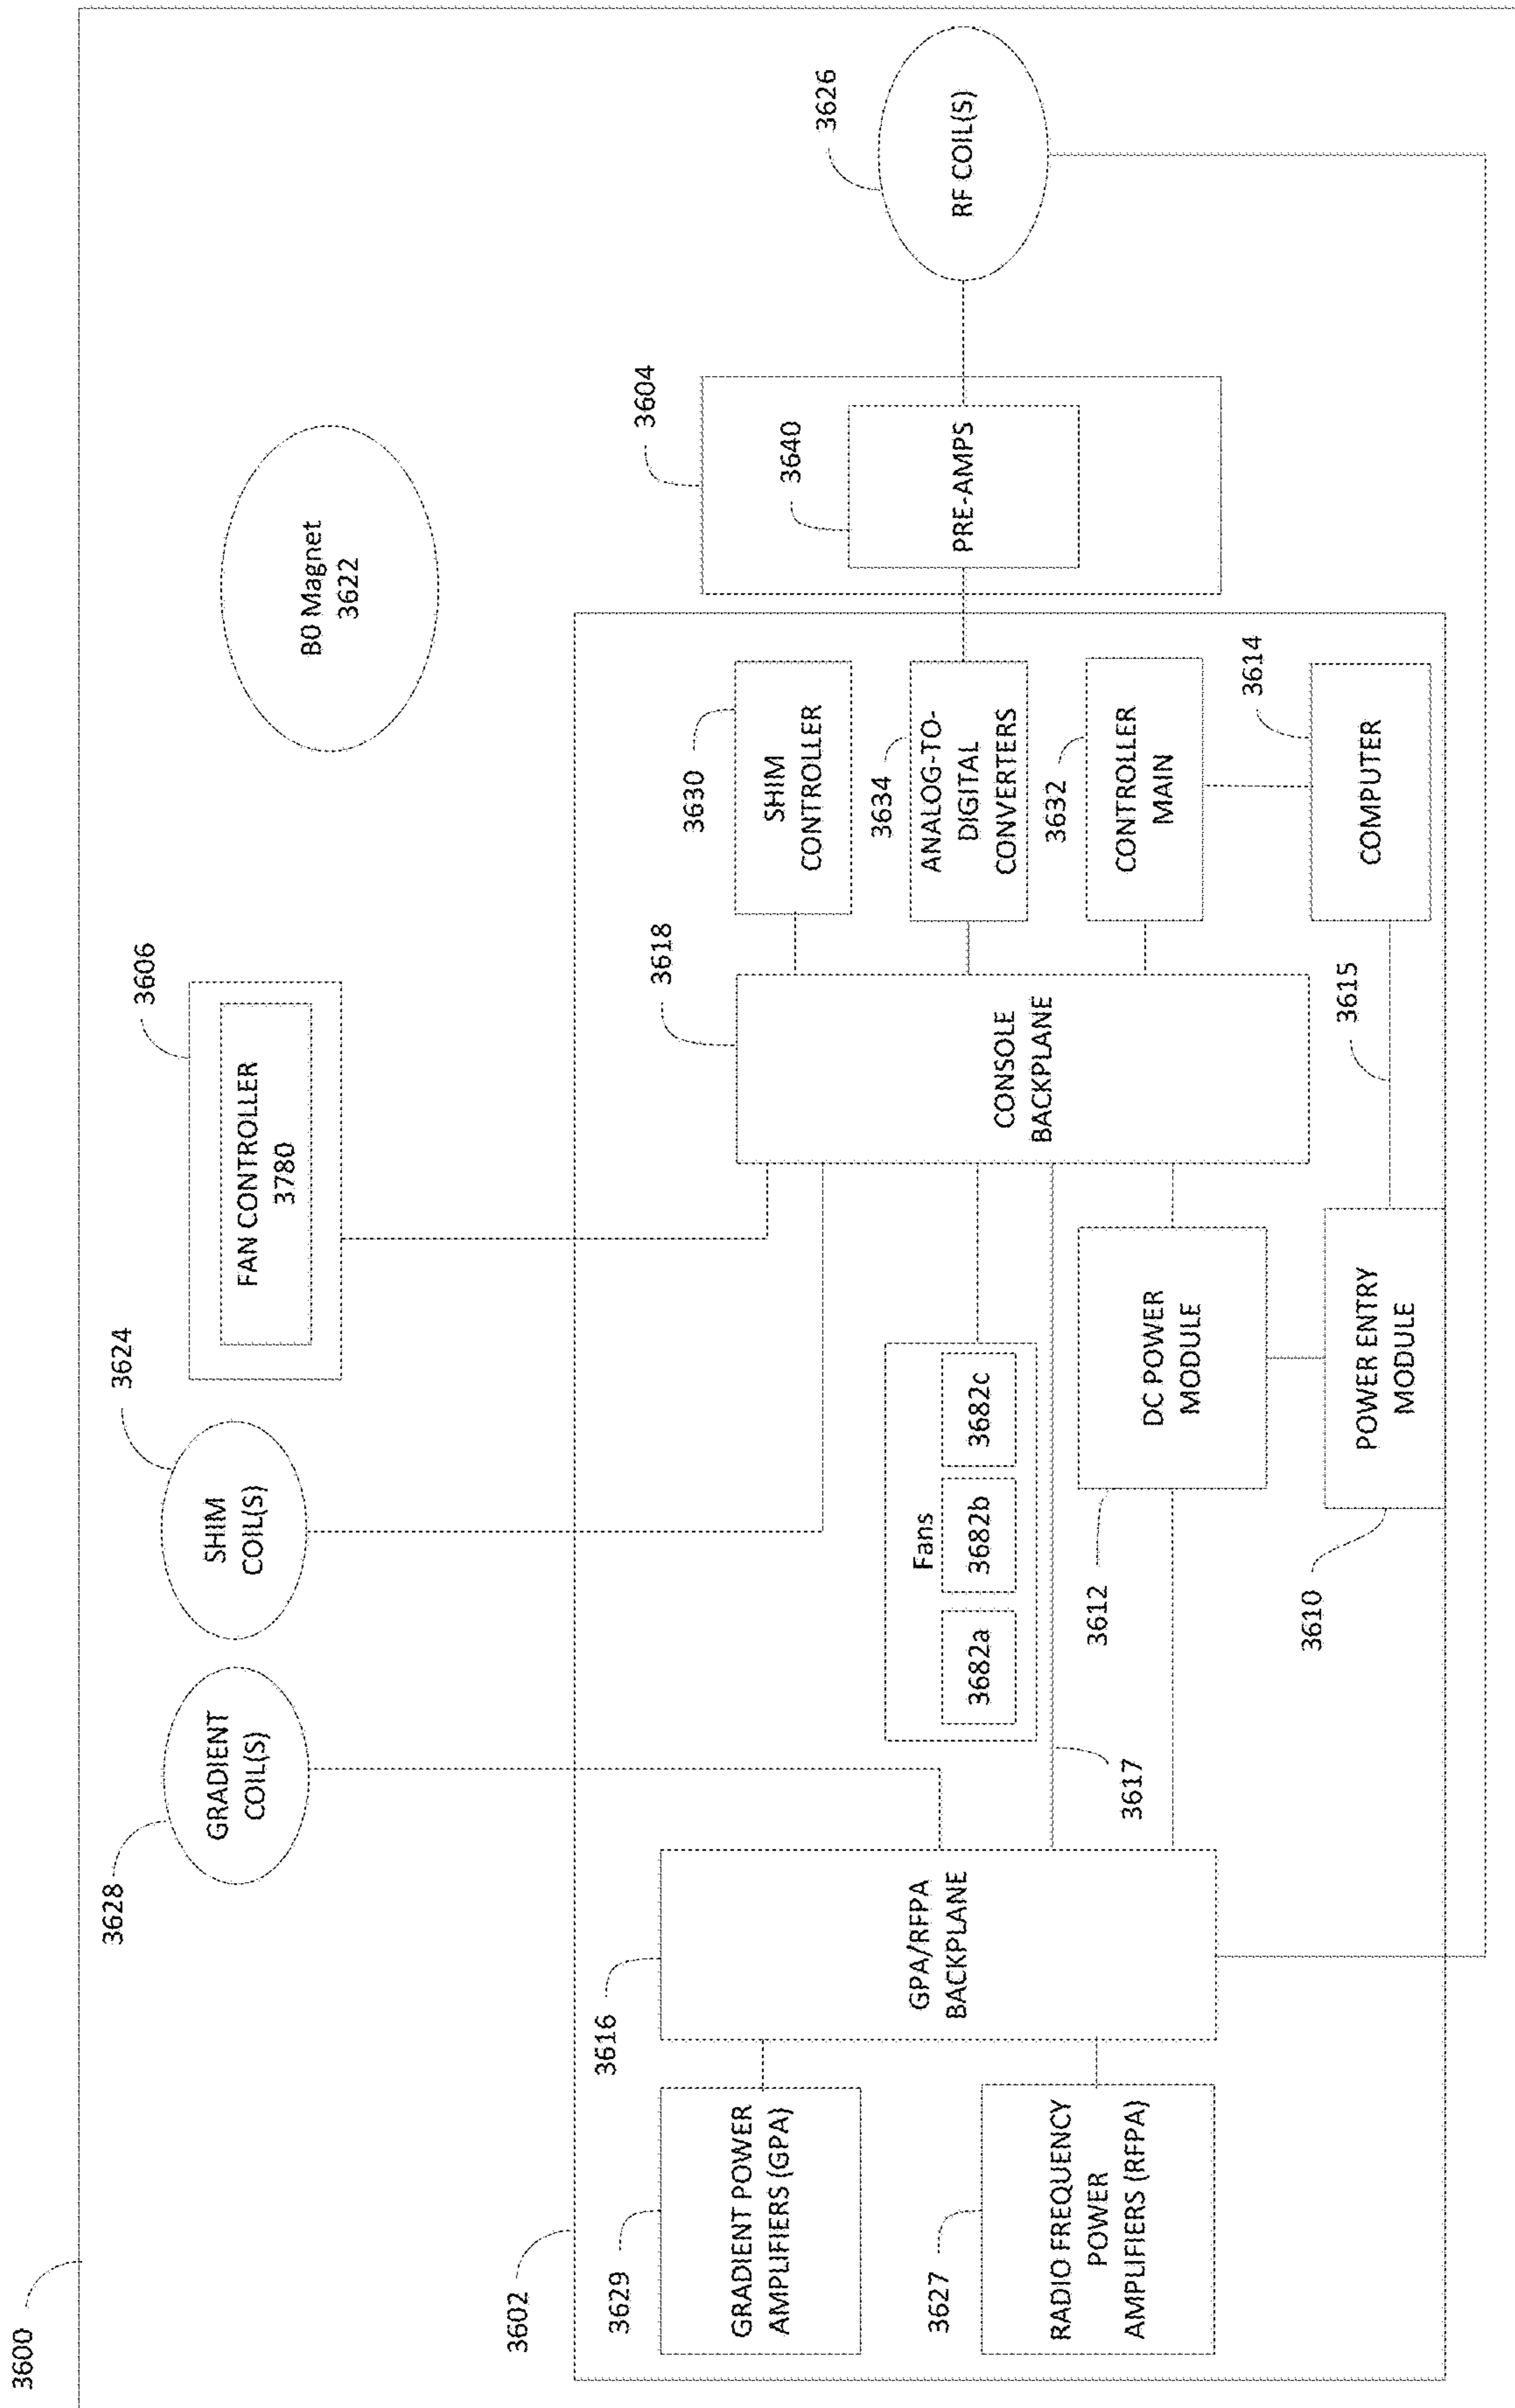 3600
3628
GRADIENT
COIL(S)
3624
SHIM
COIL(S)
3606
FAN CONTROLLER
3780
B0 Magnet
3622
3602
3629
GRADIENT POWER
AMPLIFIERS (GPA)
3627
RADIO FREQUENCY
POWER
AMPLIFIERS (RFPA)
3616
GPA/RFPA
BACKPLANE
3617
Fans
3682a
3682b
3682c
3612
DC POWER
MODULE
3610
POWER ENTRY
MODULE
3615
3618
CONSOLE
BACKPLANE
3630
SHIM
CONTROLLER
3634
ANALOG-TO-
DIGITAL
CONVERTERS
3632
CONTROLLER
MAIN
3614
COMPUTER
3604
3640
PRE-AMPS
3626
RF COIL(S)